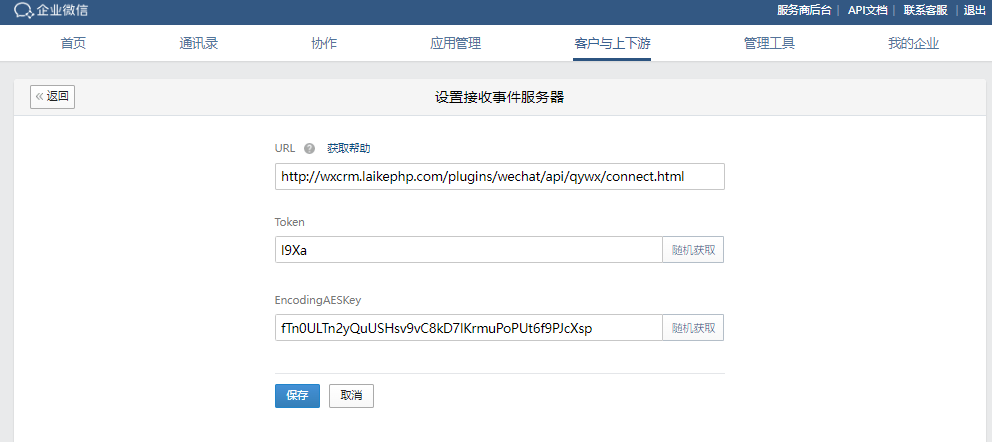 企业微信
服务商后台 | API文档 | 联系客服 | 退出
首页 通讯录 协作 应用管理 客户与上下游 管理工具 我的企业
« 返回
设置接收事件服务器
URL ? 获取帮助
http://wxcrm.laikephp.com/plugins/wechat/api/qywx/connect.html
Token
l9Xa 随机获取
EncodingAESKey
fTn0ULTn2yQuUSHsv9vC8kD7lKrmuPoPUt6f9PJcXsp 随机获取
保存 取消